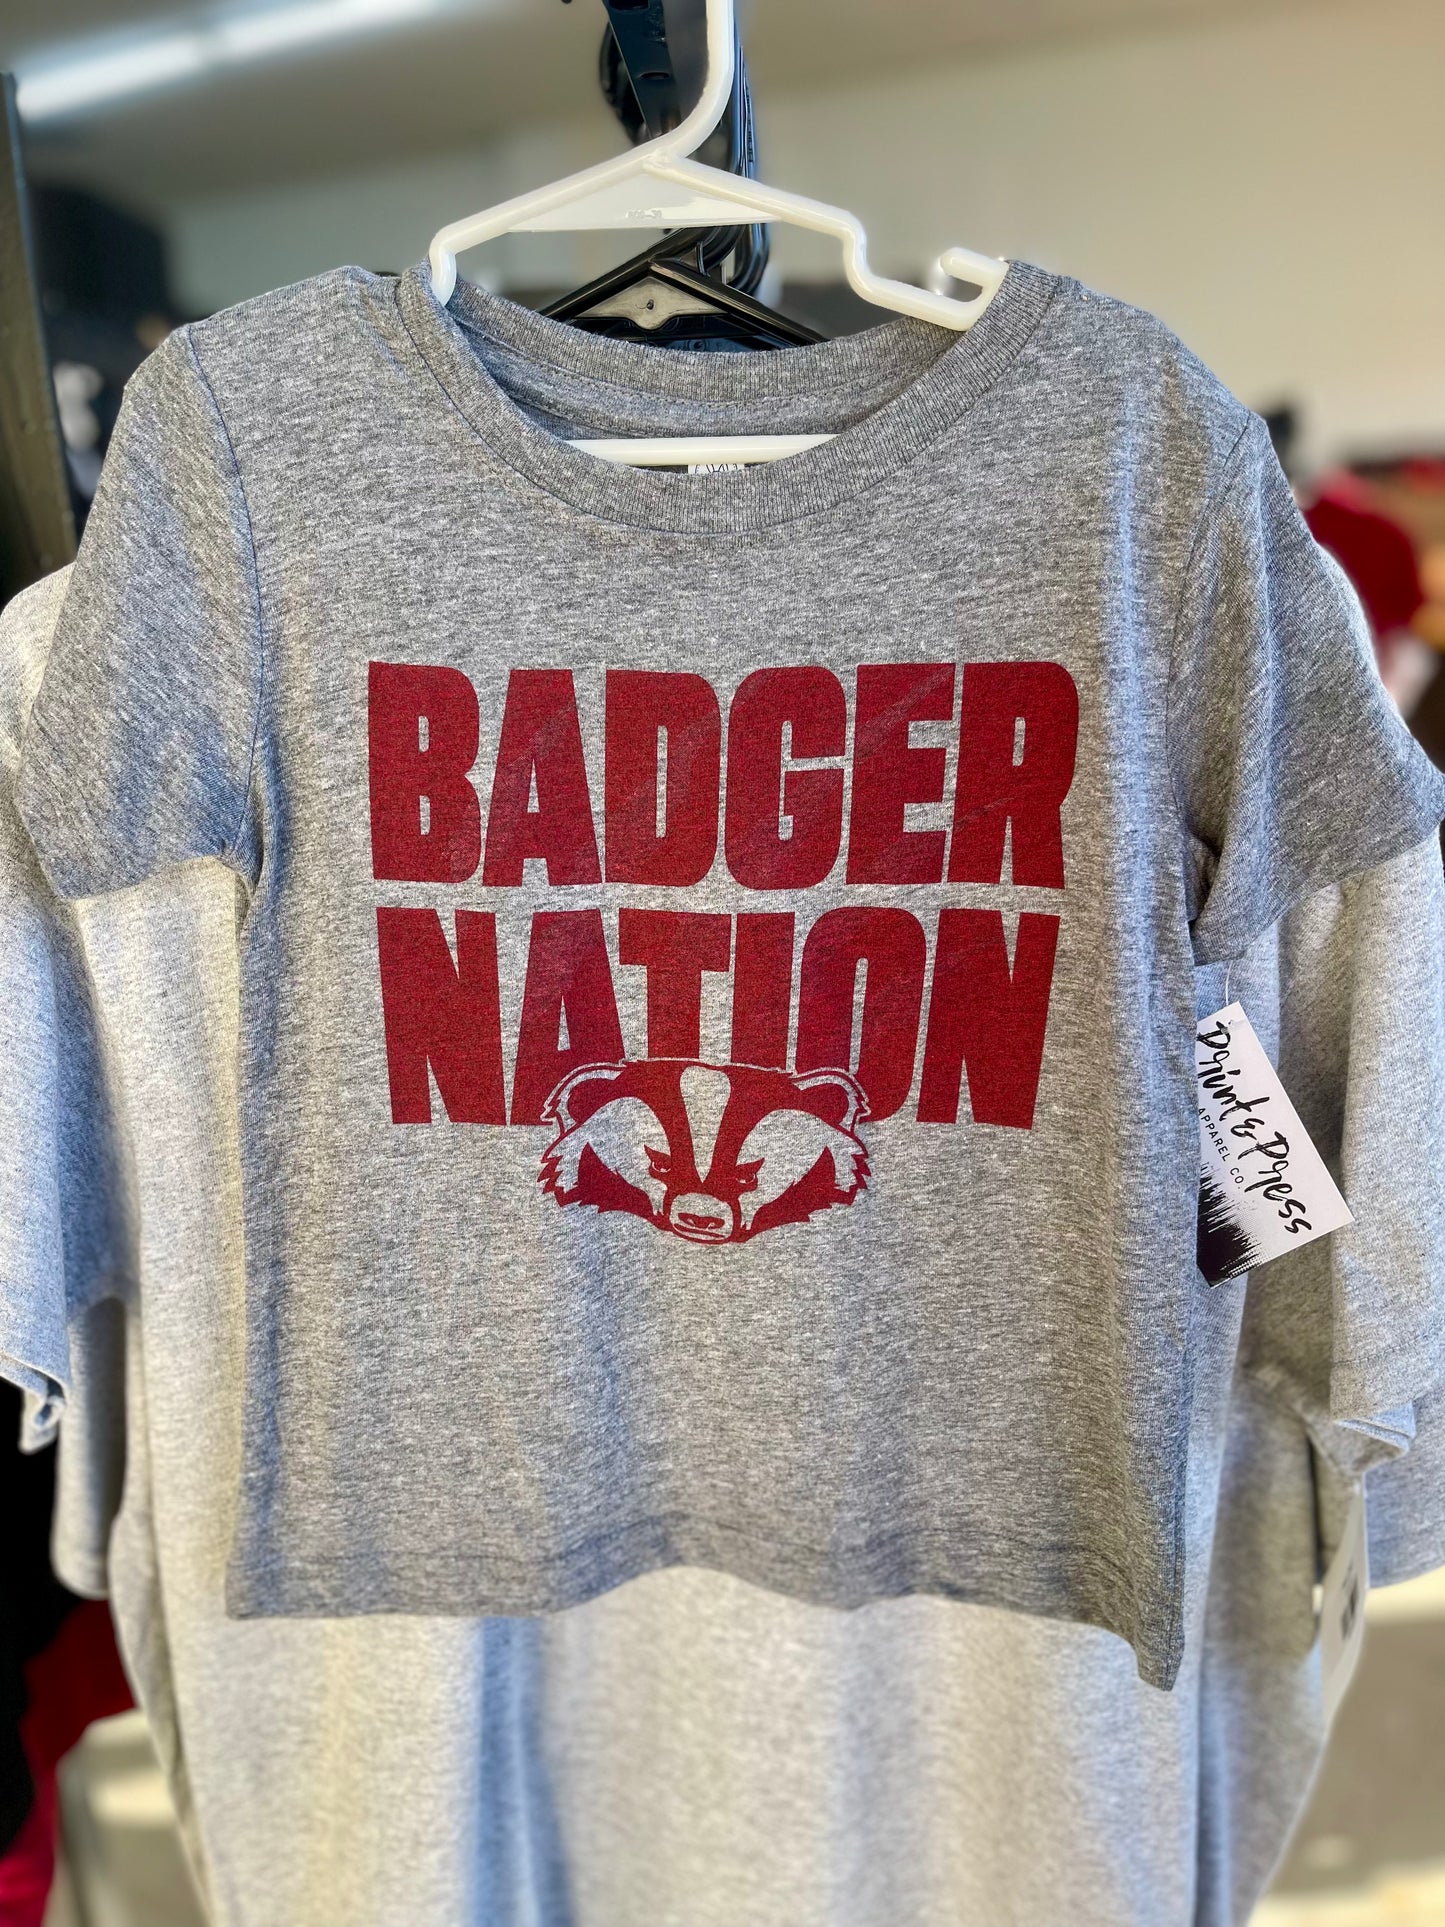 BADGER
NATION
Print & Press
APPAREL CO.